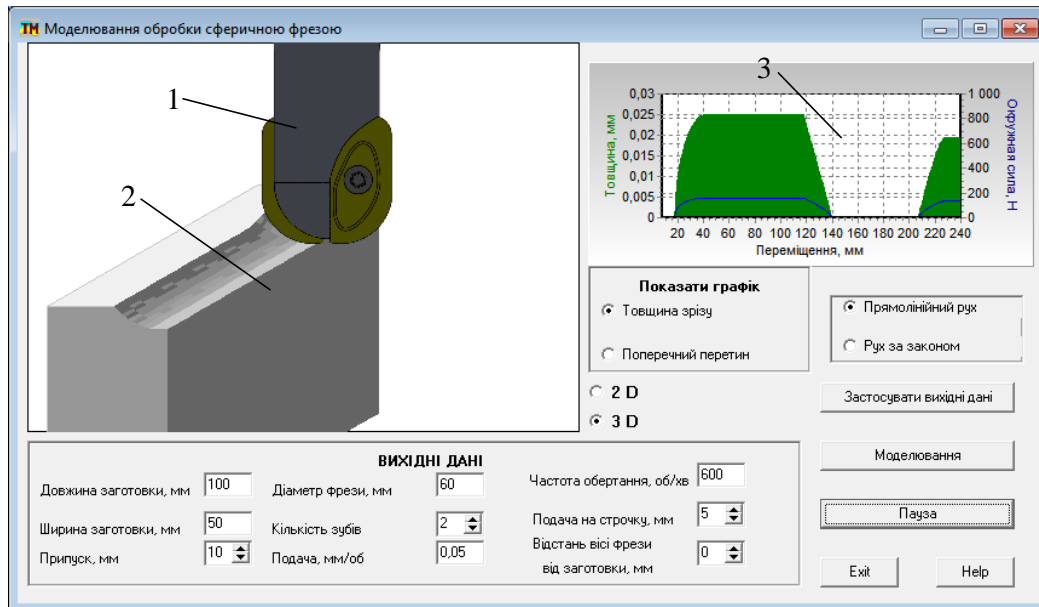 TM Моделювання обробки сферичною фрезою
1
2
3
0,03
0,025
0,02
0,015
0,01
0,005
0
Товщина, мм
1 000
800
600
400
200
0
Окружная сила, Н
20 40 60 80 100 120 140 160 180 200 220 240
Переміщення, мм
Показати графік
Товщина зрізу
Поперечний перетин
Прямолінійний рух
Рух за законом
2 D
3 D
Застосувати вихідні дані
Моделювання
Пауза
Exit
Help
ВИХІДНІ ДАНІ
Довжина заготовки, мм 100
Ширина заготовки, мм 50
Припуск, мм 10
Діаметр фрези, мм 60
Кількість зубів 2
Подача, мм/об 0,05
Частота обертання, об/хв 600
Подача на строчку, мм 5
Відстань вісі фрези
від заготовки, мм 0